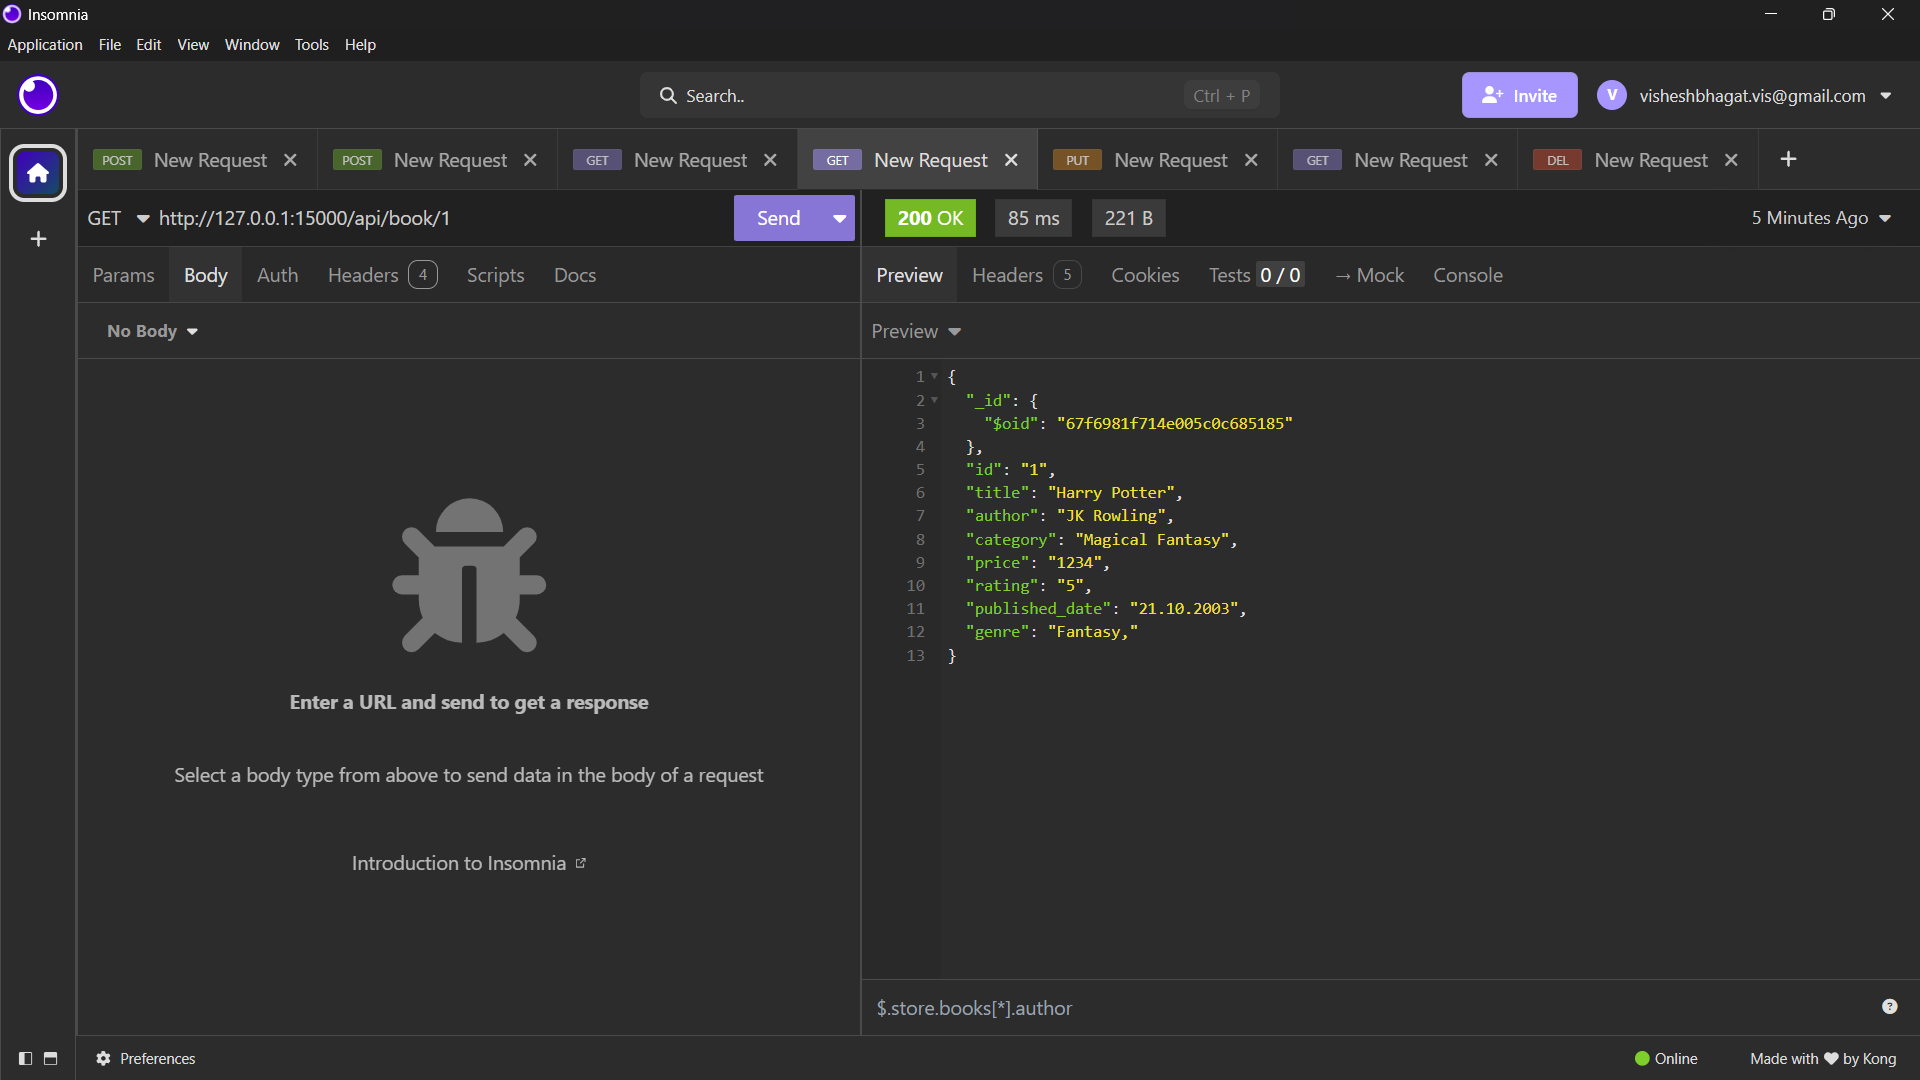 Insomnia
Application File Edit View Window Tools Help
Search.. Ctrl + P Invite V visheshbhagat.vis@gmail.com
POST New Request POST New Request GET New Request GET New Request PUT New Request GET New Request DEL New Request
GET http://127.0.0.1:15000/api/book/1 Send 200 OK 85 ms 221 B 5 Minutes Ago
Params Body Auth Headers 4 Scripts Docs Preview Headers 5 Cookies Tests 0 / 0 → Mock Console
No Body Preview
1 {
2 "_id": {
3 "$oid": "67f6981f714e005c0c685185"
4 },
5 "id": "1",
6 "title": "Harry Potter",
7 "author": "JK Rowling",
8 "category": "Magical Fantasy",
9 "price": "1234",
10 "rating": "5",
11 "published_date": "21.10.2003",
12 "genre": "Fantasy,"
13 }
Enter a URL and send to get a response
Select a body type from above to send data in the body of a request
Introduction to Insomnia
$.store.books[*].author ?
Preferences Online Made with ❤ by Kong